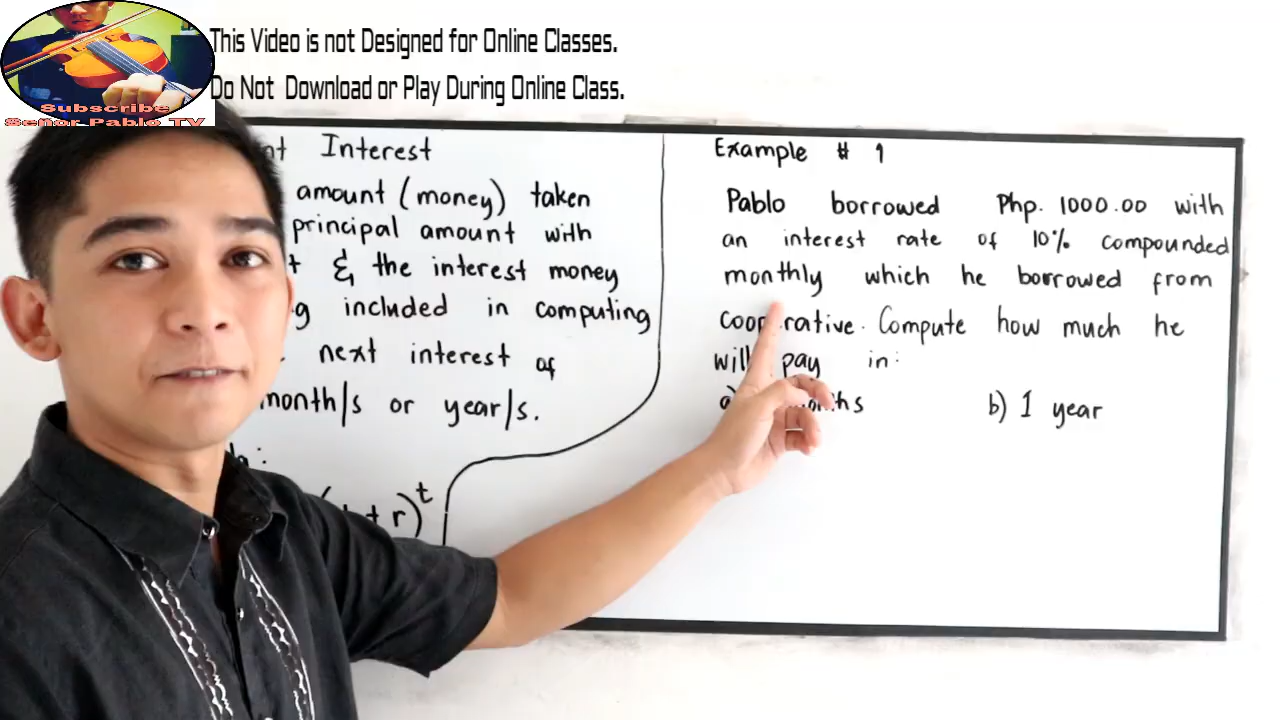 This Video is not Designed for Online Classes.
Do Not Download or Play During Online Class.
Subscribe
Señor Pablo TV
Interest
amount (money) taken
principal amount with
& the interest money
included in computing
next interest of
month/s or year/s.
+ r)^t
Example # 1
Pablo borrowed Php. 1000.00 with
an interest rate of 10% compounded
monthly which he borrowed from
cooperative. Compute how much he
will pay in:
a) months
b) 1 year